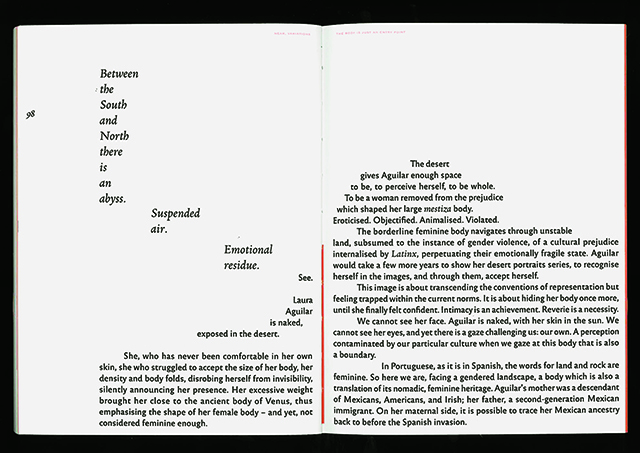 98
Between
the
South
and
North
there
is
an
abyss.
Suspended
air.
Emotional
residue.
See.
Laura
Aguilar
is naked,
exposed in the desert.
She, who has never been comfortable in her own
skin, she who struggled to accept the size of her body, her
density and body folds, disrobing herself from invisibility,
silently announcing her presence. Her excessive weight
brought her close to the ancient body of Venus, thus
emphasising the shape of her female body – and yet, not
considered feminine enough.
The desert
gives Aguilar enough space
to be, to perceive herself, to be whole.
To be a woman removed from the prejudice
which shaped her large mestiza body.
Eroticised. Objectified. Animalised. Violated.
The borderline feminine body navigates through unstable
land, subsumed to the instance of gender violence, of a cultural prejudice
internalised by Latinx, perpetuating their emotionally fragile state. Aguilar
would take a few more years to show her desert portraits series, to recognise
herself in the images, and through them, accept herself.
This image is about transcending the conventions of representation but
feeling trapped within the current norms. It is about hiding her body once more,
until she finally felt confident. Intimacy is an achievement. Reverie is a necessity.
We cannot see her face. Aguilar is naked, with her skin in the sun. We
cannot see her eyes, and yet there is a gaze challenging us: our own. A perception
contaminated by our particular culture when we gaze at this body that is also
a boundary.
In Portuguese, as it is in Spanish, the words for land and rock are
feminine. So here we are, facing a gendered landscape, a body which is also a
translation of its nomadic, feminine heritage. Aguilar's mother was a descendant
of Mexicans, Americans, and Irish; her father, a second-generation Mexican
immigrant. On her maternal side, it is possible to trace her Mexican ancestry
back to before the Spanish invasion.